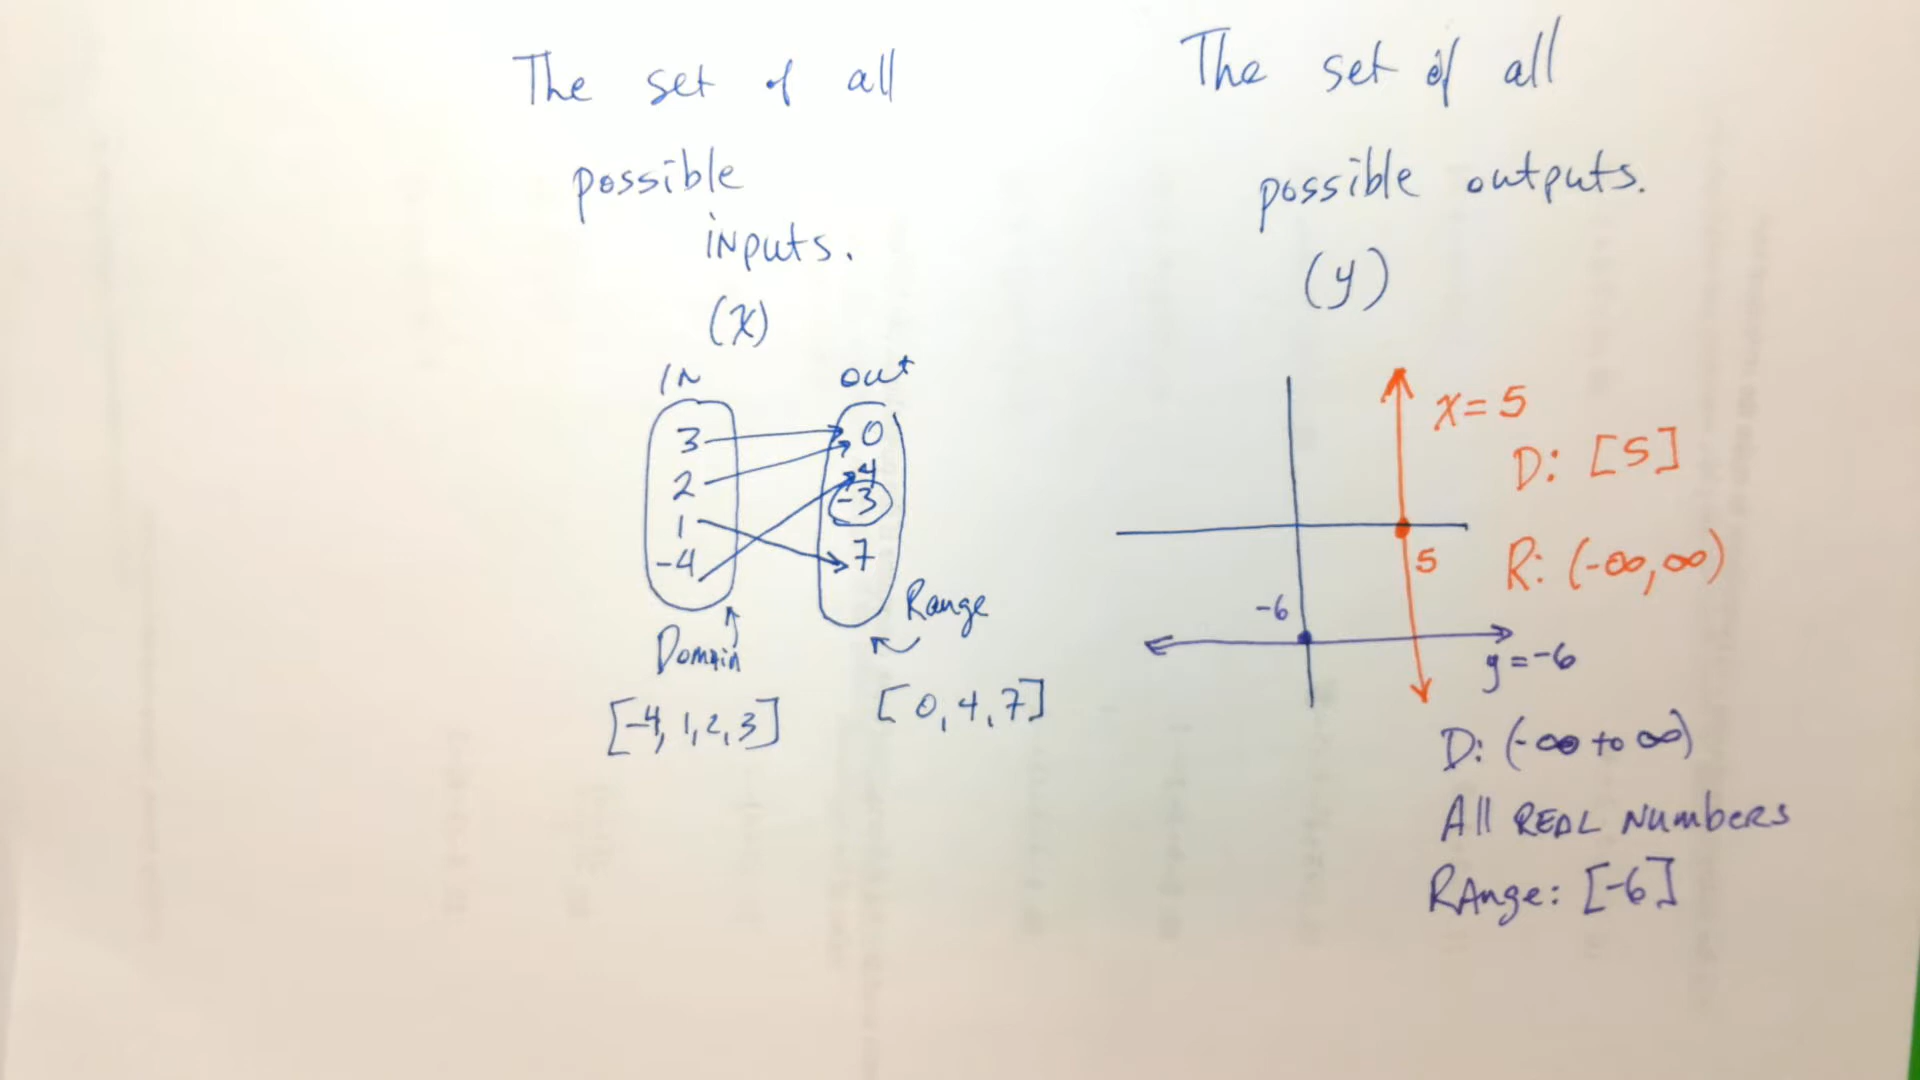 The set of all
possible
inputs.
(x)
The set of all
possible outputs.
(y)
IN
out
3
2
1
-4
0
4
-3
7
Domain
Range
[-4, 1, 2, 3]
[0, 4, 7]
x = 5
D: [5]
R: (-∞, ∞)
5
-6
y = -6
D: (-∞ to ∞)
All REAL NUmbERS
RAnge: [-6]